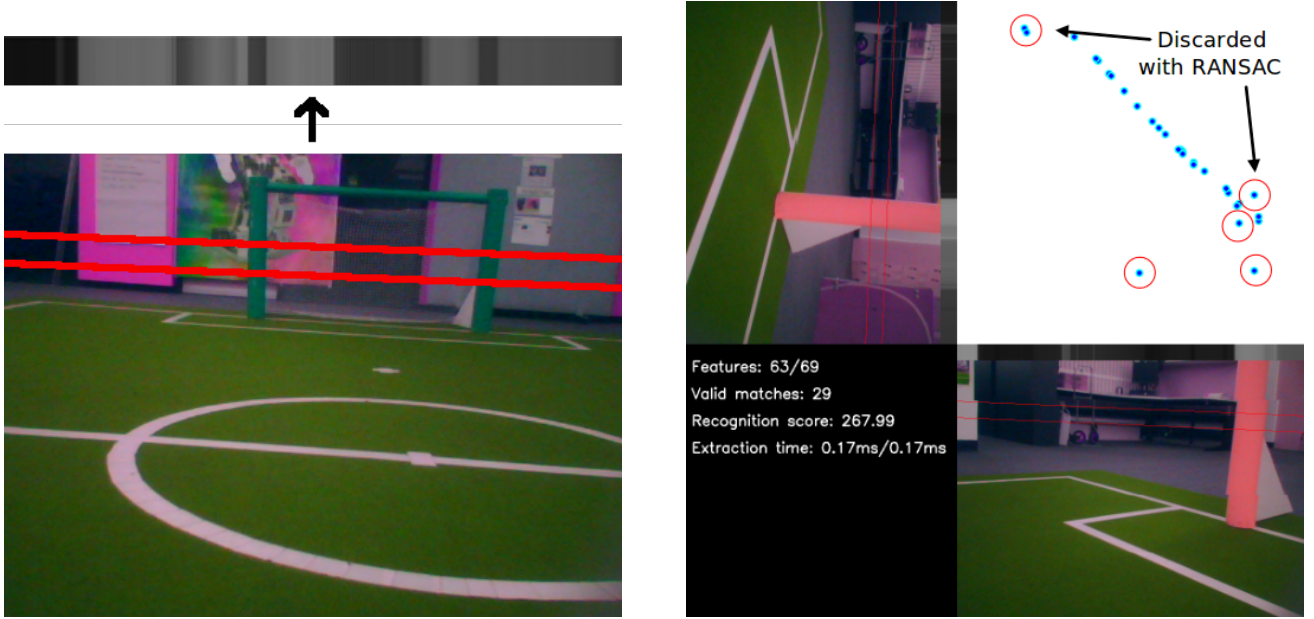 Discarded
with RANSAC
Features: 63/69
Valid matches: 29
Recognition score: 267.99
Extraction time: 0.17ms/0.17ms